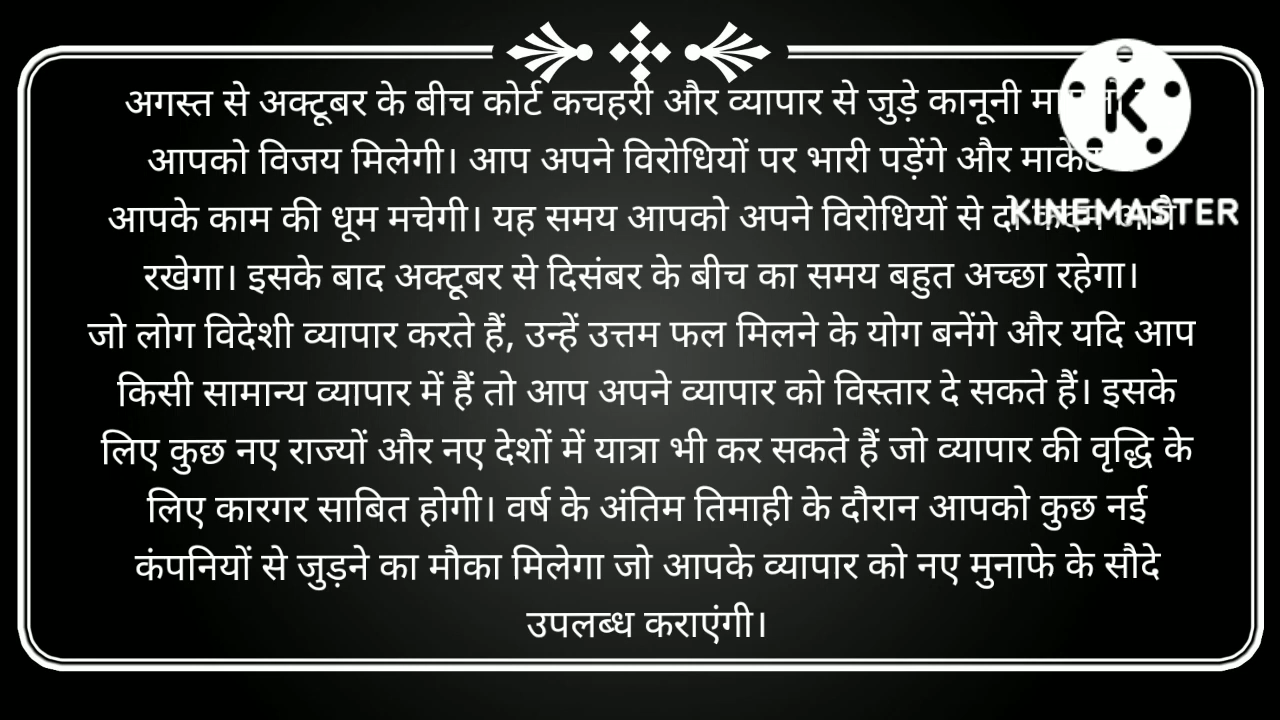 अगस्त से अक्टूबर के बीच कोर्ट कचहरी और व्यापार से जुड़े कानूनी
आपको विजय मिलेगी। आप अपने विरोधियों पर भारी पड़ेंगे और
आपके काम की धूम मचेगी। यह समय आपको अपने विरोधियों से
KINEMASTER
रखेगा। इसके बाद अक्टूबर से दिसंबर के बीच का समय बहुत अच्छा रहेगा।
जो लोग विदेशी व्यापार करते हैं, उन्हें उत्तम फल मिलने के योग बनेंगे और यदि आप
किसी सामान्य व्यापार में हैं तो आप अपने व्यापार को विस्तार दे सकते हैं। इसके
लिए कुछ नए राज्यों और नए देशों में यात्रा भी कर सकते हैं जो व्यापार की वृद्धि के
लिए कारगर साबित होगी। वर्ष के अंतिम तिमाही के दौरान आपको कुछ नई
कंपनियों से जुड़ने का मौका मिलेगा जो आपके व्यापार को नए मुनाफे के सौदे
उपलब्ध कराएंगी।